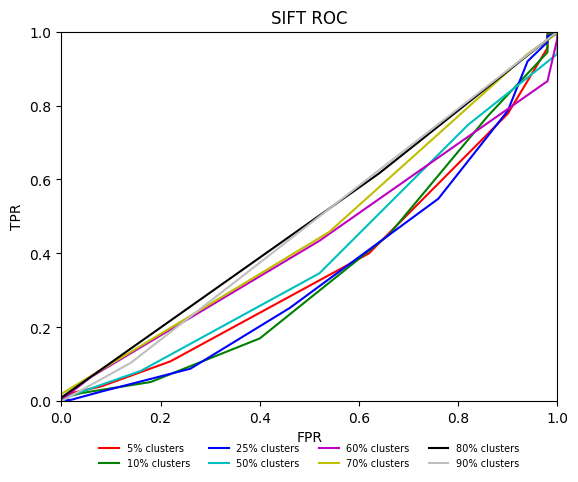 SIFT ROC
1.0
0.8
0.6
0.4
0.2
0.0
TPR
0.0 0.2 0.4 0.6 0.8 1.0
FPR
5% clusters 25% clusters 60% clusters 80% clusters
10% clusters 50% clusters 70% clusters 90% clusters